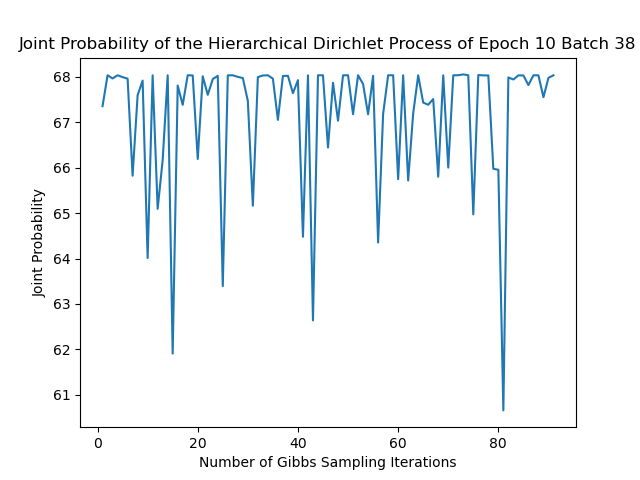 Joint Probability of the Hierarchical Dirichlet Process of Epoch 10 Batch 38
68
67
66
65
64
63
62
61
Joint Probability
0 20 40 60 80
Number of Gibbs Sampling Iterations